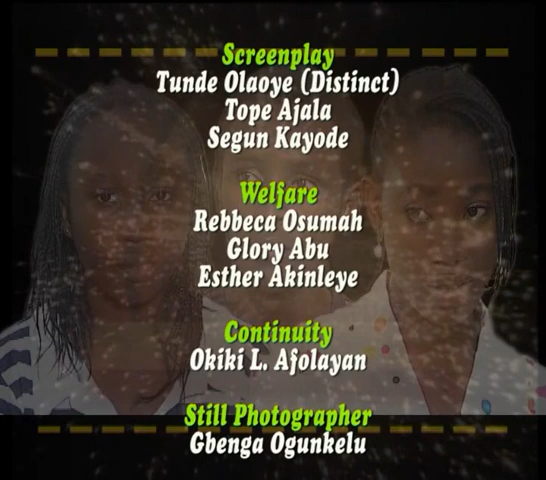 Screenplay
Tunde Olaoye (Distinct)
Tope Ajala
Segun Kayode
Welfare
Rebbeca Osumah
Glory Abu
Esther Akinleye
Continuity
Okiki L. Afolayan
Still Photographer
Gbenga Ogunkelu